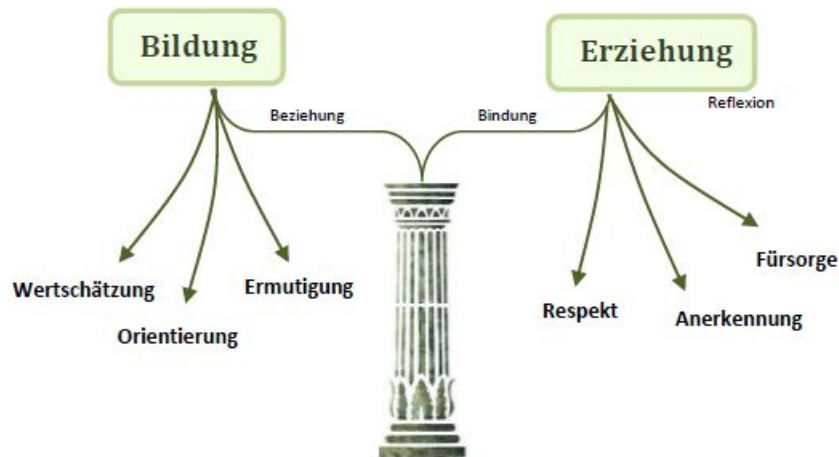 Bildung
Erziehung
Reflexion
Beziehung
Bindung
Wertschätzung
Ermutigung
Orientierung
Fürsorge
Respekt
Anerkennung